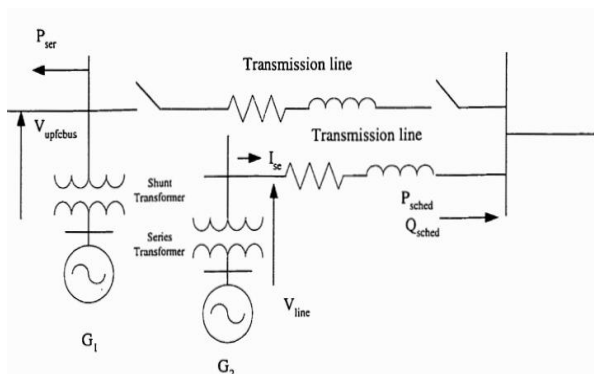 P_ser
Transmission line
V_upfcbus
Transmission line
I_se
Shunt
Transformer
P_sched
Q_sched
Series
Transformer
V_line
G_1
G_2